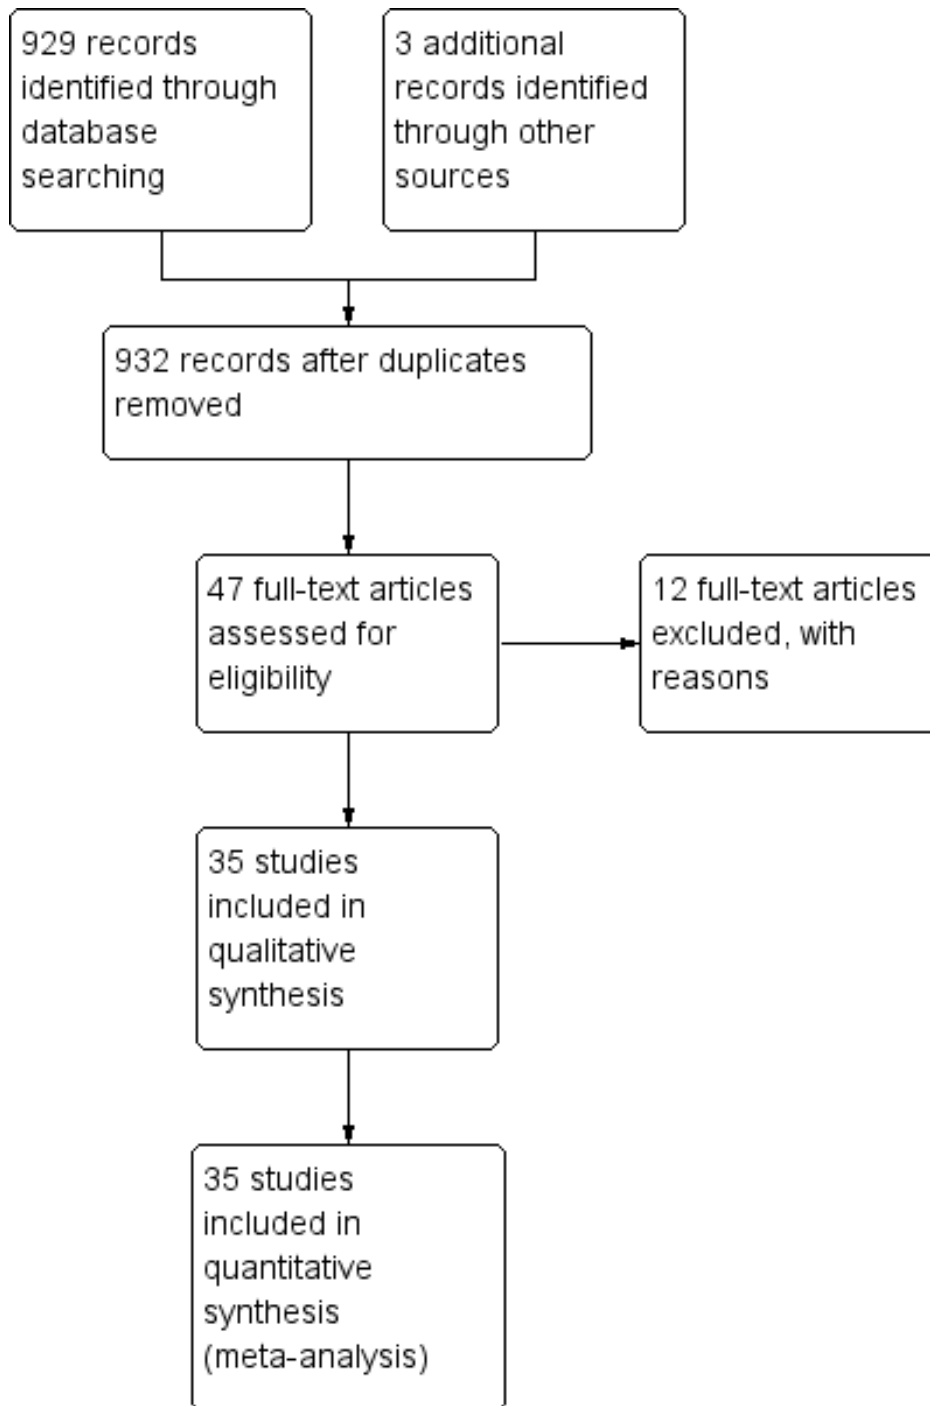 929 records
identified through
database
searching
3 additional
records identified
through other
sources
932 records after duplicates
removed
47 full-text articles
assessed for
eligibility
12 full-text articles
excluded, with
reasons
35 studies
included in
qualitative
synthesis
35 studies
included in
quantitative
synthesis
(meta-analysis)